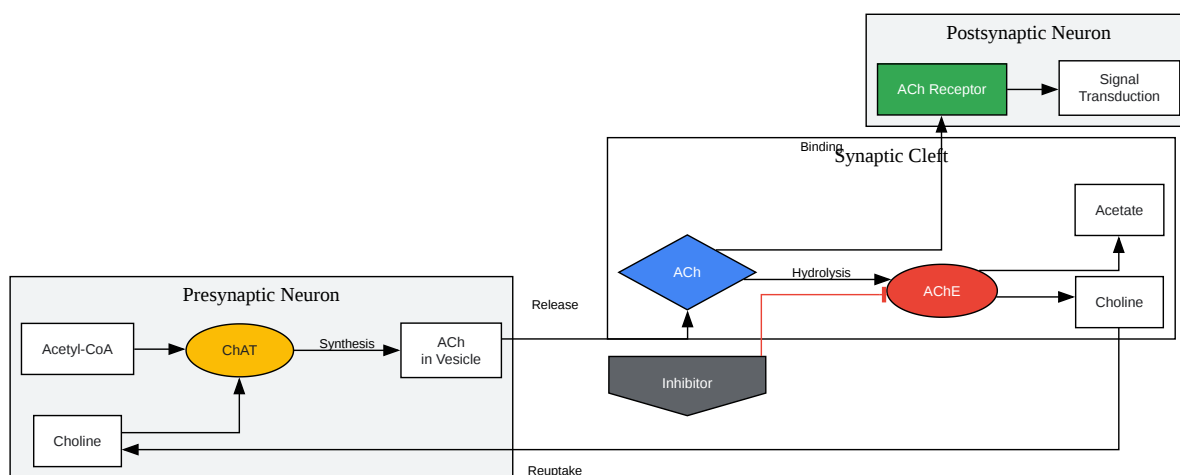 Postsynaptic Neuron
ACh Receptor
Signal
Transduction
Binding
Synaptic Cleft
Acetate
ACh
Hydrolysis
AChE
Choline
Presynaptic Neuron
Release
Acetyl-CoA
ChAT
Synthesis
ACh
in Vesicle
Inhibitor
Choline
Reuptake